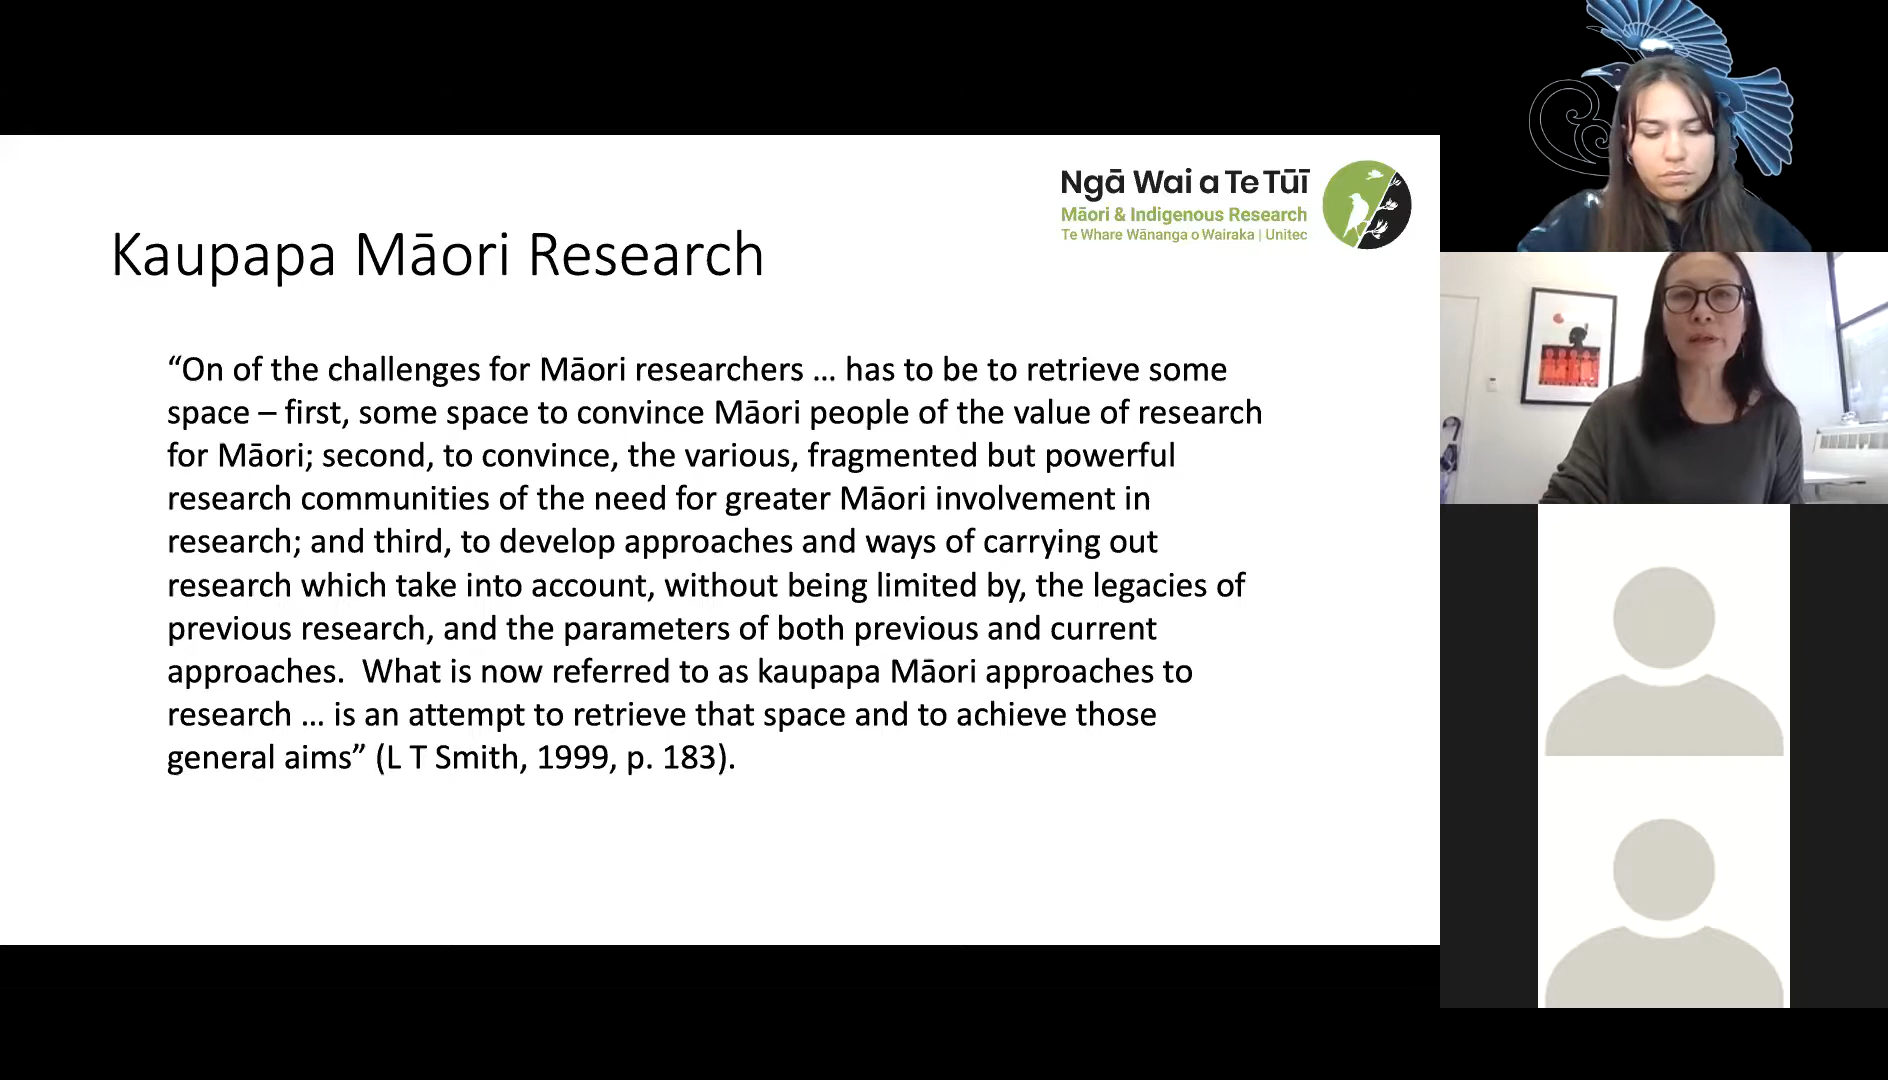 Ngā Wai a Te Tūī
Māori & Indigenous Research
Te Whare Wānanga o Wairaka | Unitec
Kaupapa Māori Research
“On of the challenges for Māori researchers ... has to be to retrieve some
space – first, some space to convince Māori people of the value of research
for Māori; second, to convince, the various, fragmented but powerful
research communities of the need for greater Māori involvement in
research; and third, to develop approaches and ways of carrying out
research which take into account, without being limited by, the legacies of
previous research, and the parameters of both previous and current
approaches.  What is now referred to as kaupapa Māori approaches to
research ... is an attempt to retrieve that space and to achieve those
general aims” (L T Smith, 1999, p. 183).